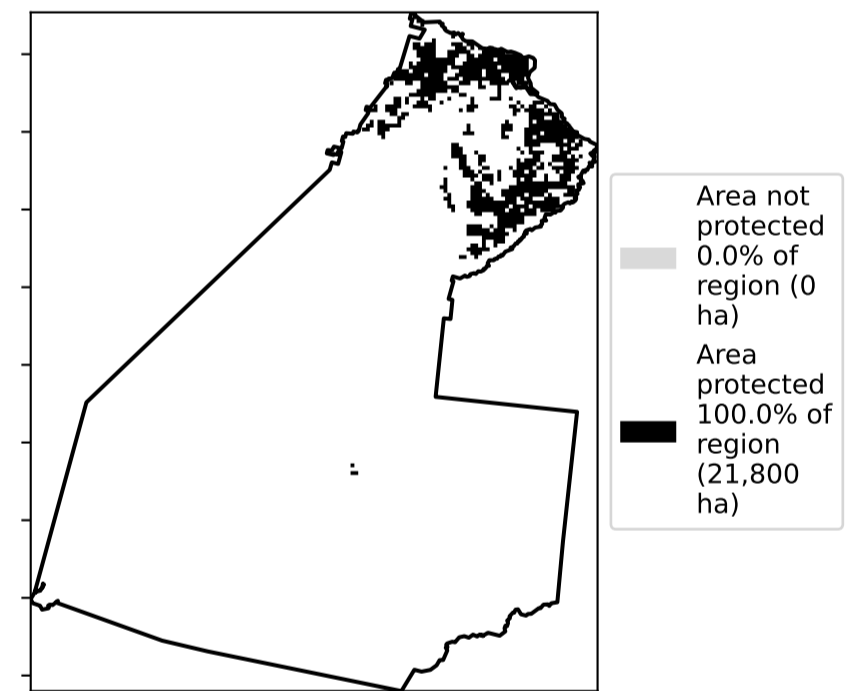 Area not
protected
0.0% of
region (0
ha)
Area
protected
100.0% of
region
(21,800
ha)